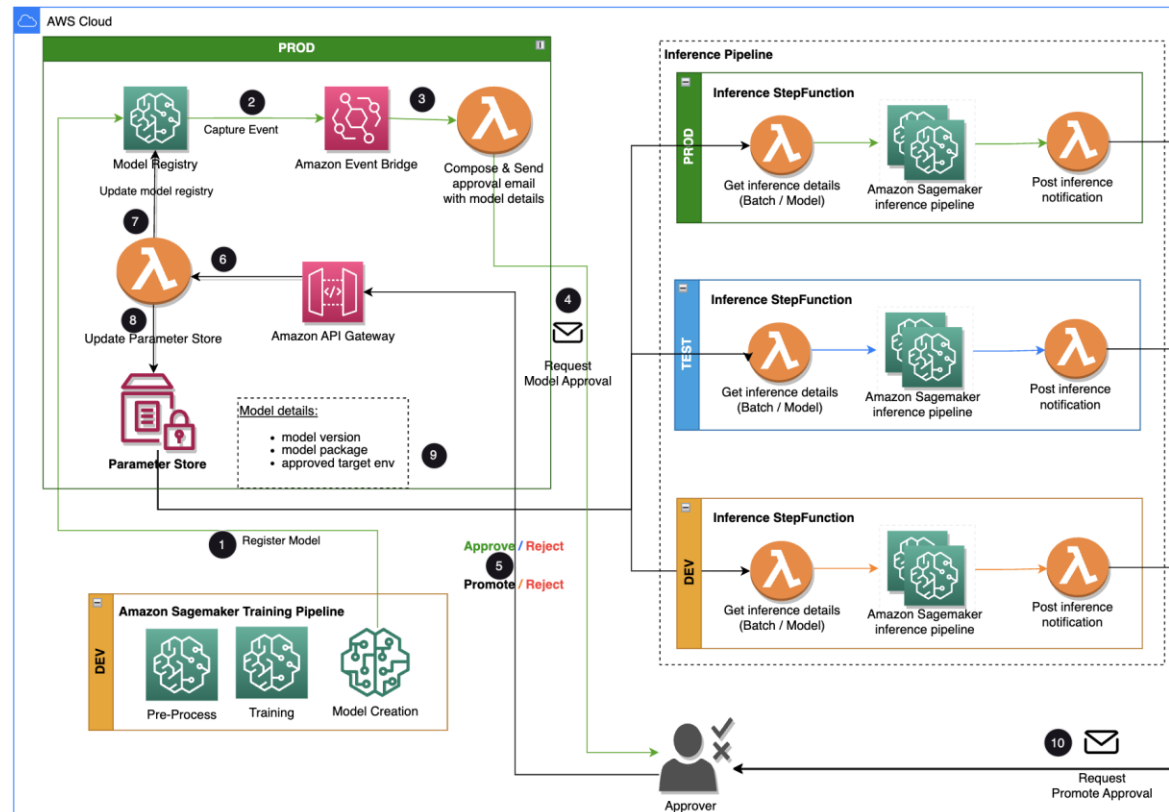 AWS Cloud
PROD
2
3
Capture Event
Model Registry
Amazon Event Bridge
Compose & Send
approval email
with model details
Update model registry
7
6
8
Update Parameter Store
Amazon API Gateway
4
Request
Model Approval
Parameter Store
Model details:
• model version
• model package
• approved target env
9
1
Register Model
Approve / Reject
5
Promote / Reject
DEV
Amazon Sagemaker Training Pipeline
Pre-Process
Training
Model Creation
Inference Pipeline
PROD
Inference StepFunction
Get inference details
(Batch / Model)
Amazon Sagemaker
inference pipeline
Post inference
notification
TEST
Inference StepFunction
Get inference details
(Batch / Model)
Amazon Sagemaker
inference pipeline
Post inference
notification
DEV
Inference StepFunction
Get inference details
(Batch / Model)
Amazon Sagemaker
inference pipeline
Post inference
notification
Approver
10
Request
Promote Approval